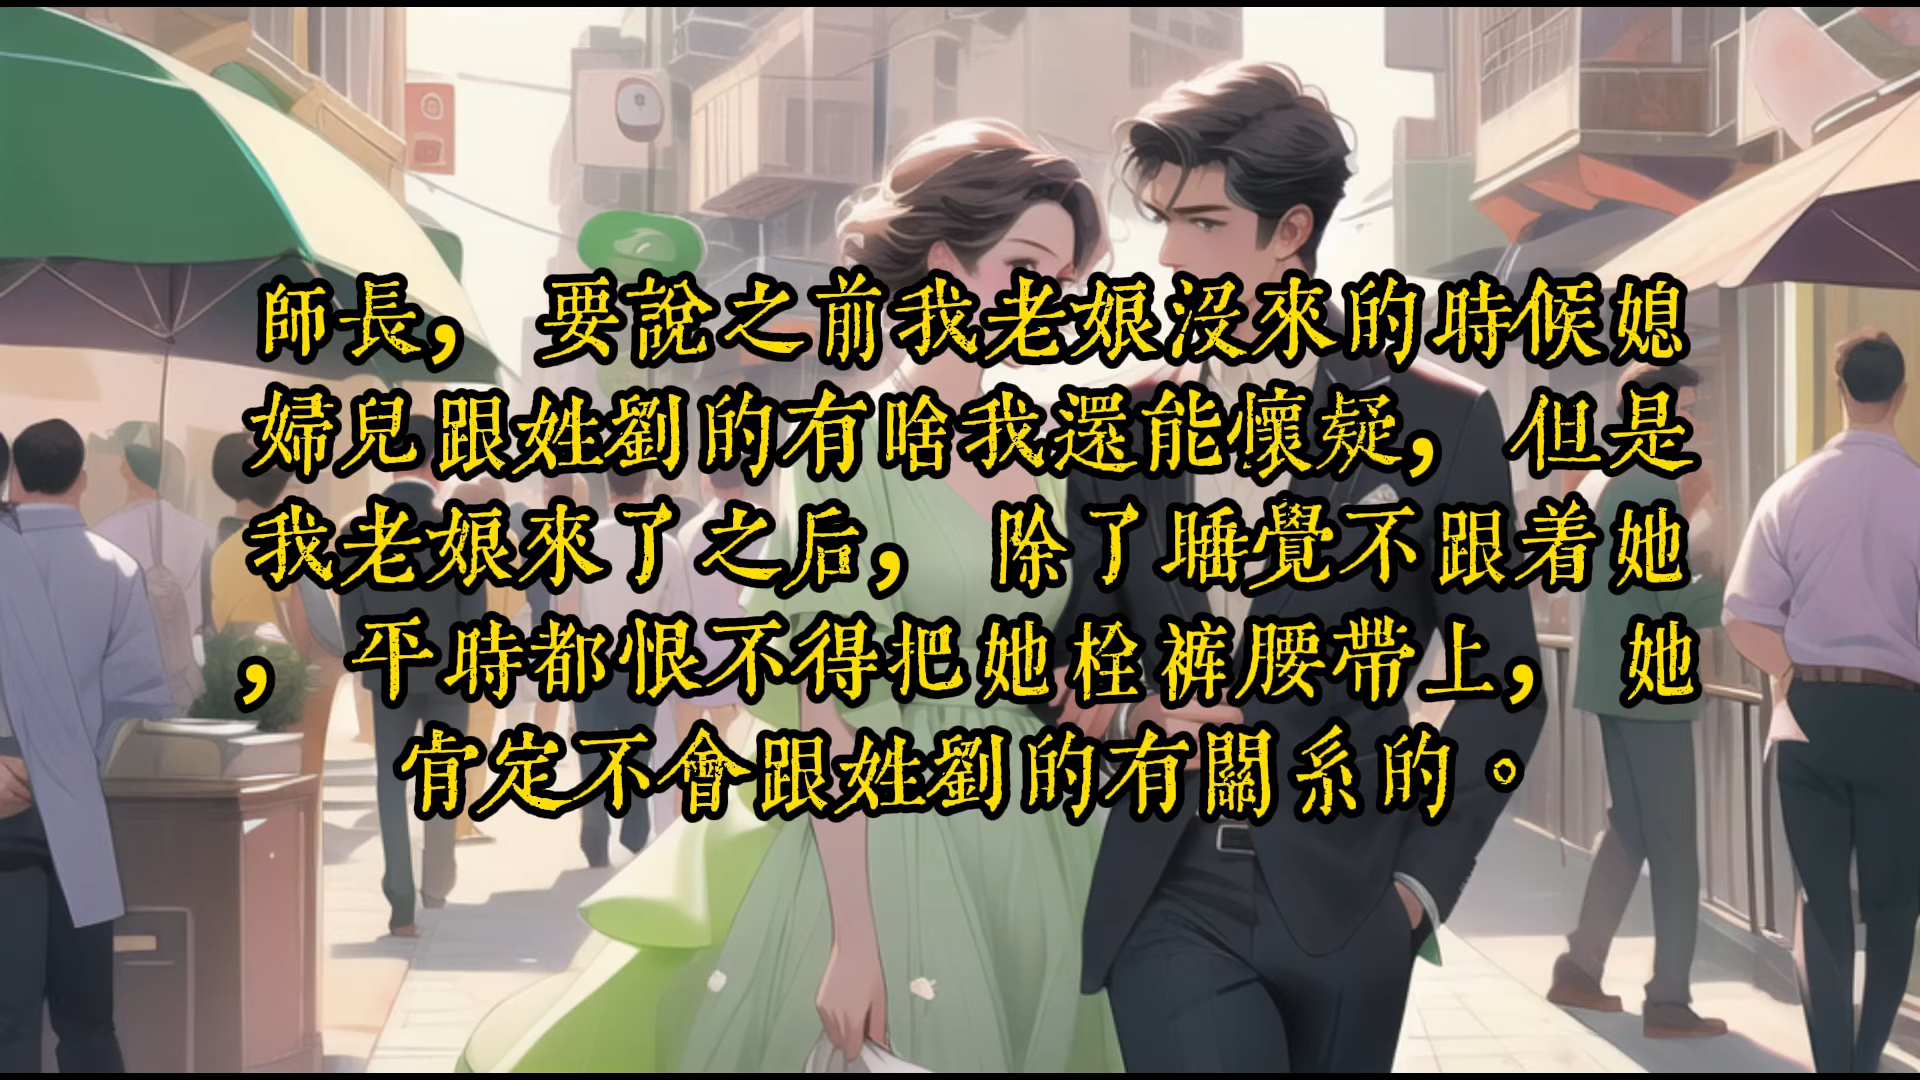 師長， 要說之前我老娘沒來的時候媳
婦兒跟姓劉的有啥我還能懷疑， 但是
我老娘來了之后， 除了睡覺不跟着她
， 平時都恨不得把她栓裤腰帶上， 她
肯定不會跟姓劉的有關系的。